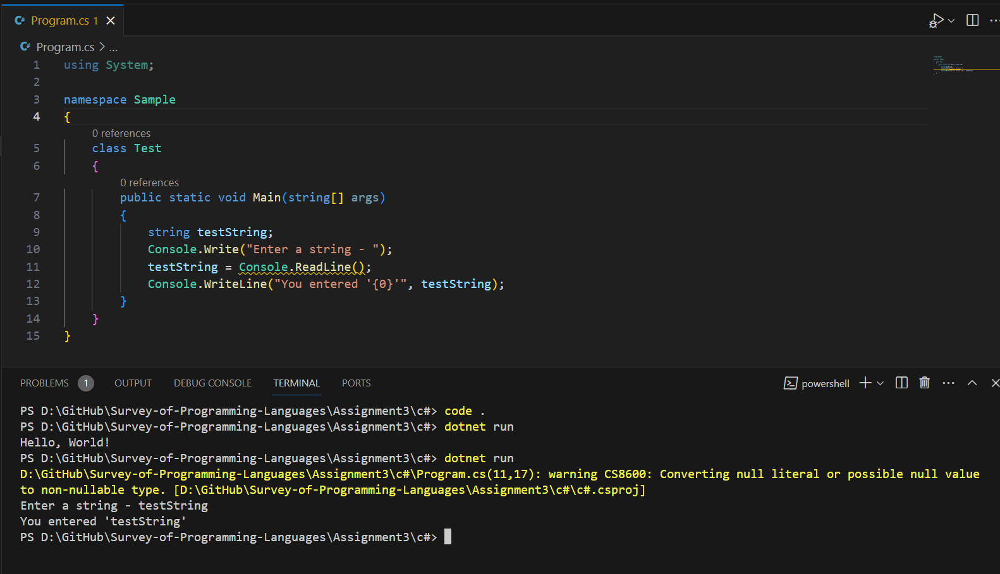 C# Program.cs 1
C# Program.cs > ...
1 using System;
2
3 namespace Sample
4 {
0 references
5 class Test
6 {
0 references
7 public static void Main(string[] args)
8 {
9 string testString;
10 Console.Write("Enter a string - ");
11 testString = Console.ReadLine();
12 Console.WriteLine("You entered '{0}'", testString);
13 }
14 }
15 }
PROBLEMS 1 OUTPUT DEBUG CONSOLE TERMINAL PORTS powershell
PS D:\GitHub\Survey-of-Programming-Languages\Assignment3\c#> code .
PS D:\GitHub\Survey-of-Programming-Languages\Assignment3\c#> dotnet run
Hello, World!
PS D:\GitHub\Survey-of-Programming-Languages\Assignment3\c#> dotnet run
D:\GitHub\Survey-of-Programming-Languages\Assignment3\c#\Program.cs(11,17): warning CS8600: Converting null literal or possible null value
to non-nullable type. [D:\GitHub\Survey-of-Programming-Languages\Assignment3\c#\c#.csproj]
Enter a string - testString
You entered 'testString'
PS D:\GitHub\Survey-of-Programming-Languages\Assignment3\c#>